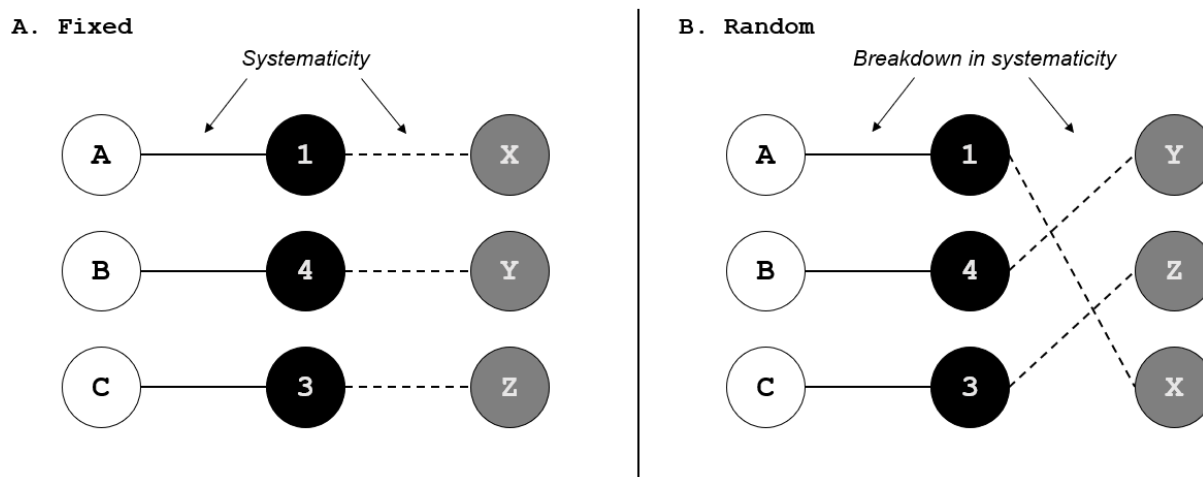 A. Fixed
Systematicity
A 1 X
B 4 Y
C 3 Z
B. Random
Breakdown in systematicity
A 1 Y
B 4 Z
C 3 X